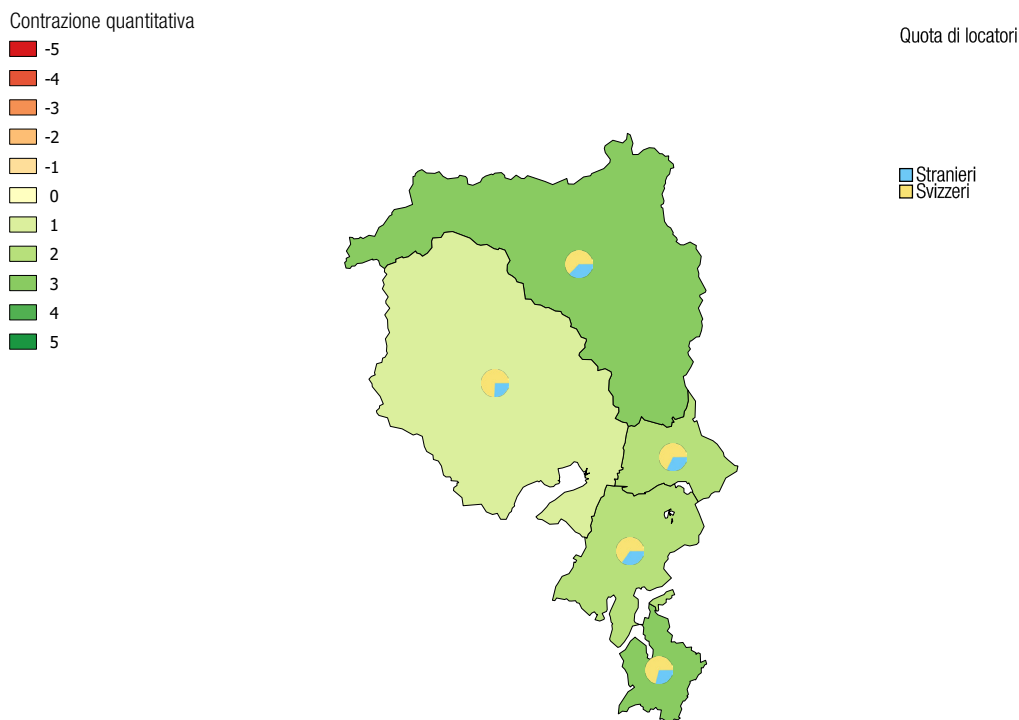 Contrazione quantitativa
-5
-4
-3
-2
-1
0
1
2
3
4
5
Quota di locatori
Stranieri
Svizzeri